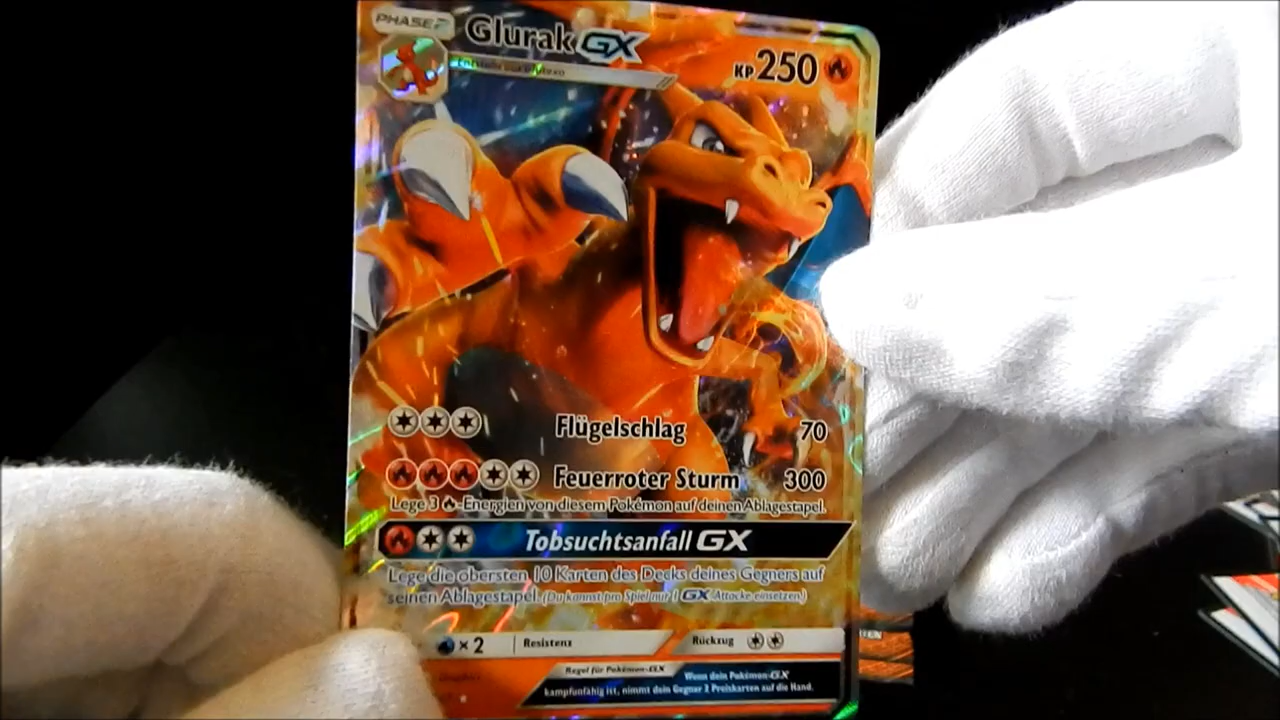 PHASE
Glurak GX
KP 250
Flügelschlag 70
Feuerroter Sturm 300
Lege 3 -Energien von diesem Pokémon auf deinen Ablagestapel.
Tobsuchtsanfall GX
Lege die obersten 10 Karten des Decks deines Gegners auf
seinen Ablagestapel. (Du kannst pro Spiel nur 1 GX-Attacke einsetzen.)
×2 Resistenz Rückzug
Regel für Pokémon-GX Wenn dein Pokémon-GX
kampfunfähig ist, nimmt dein Gegner 2 Preiskarten auf die Hand.